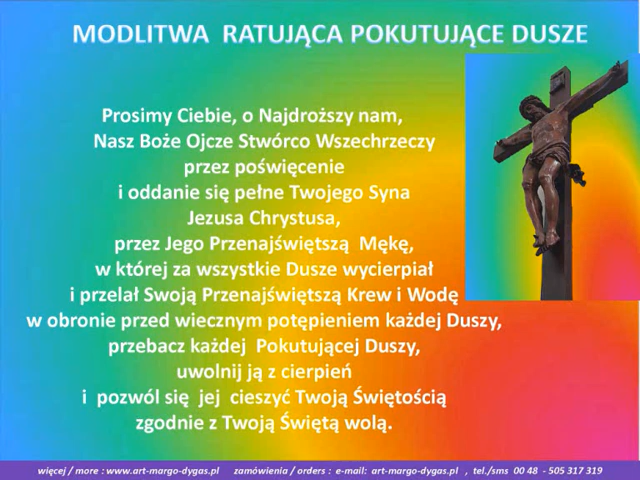 MODLITWA RATUJĄCA POKUTUJĄCE DUSZE
Prosimy Ciebie, o Najdroższy nam,
Nasz Boże Ojcze Stwórco Wszechrzeczy
przez poświęcenie
i oddanie się pełne Twojego Syna
Jezusa Chrystusa,
przez Jego Przenajświętszą Mękę,
w której za wszystkie Dusze wycierpiał
i przelał Swoją Przenajświętszą Krew i Wodę
w obronie przed wiecznym potępieniem każdej Duszy,
przebacz każdej Pokutującej Duszy,
uwolnij ją z cierpień
i pozwól się jej cieszyć Twoją Świętością
zgodnie z Twoją Świętą wolą.
więcej / more : www.art-margo-dygas.pl zamówienia / orders : e-mail: art-margo-dygas.pl , tel./sms 00 48 - 505 317 319